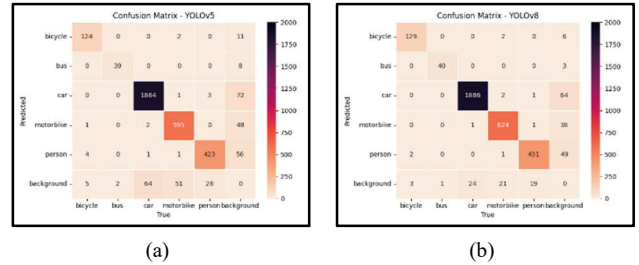 Confusion Matrix - YOLOv5
bicycle 124 0 0 2 0 11
bus 0 39 0 0 0 8
car 0 0 1884 1 3 72
motorbike 1 0 2 595 0 48
person 4 0 1 1 423 56
background 5 2 64 51 28 0
bicycle bus car motorbike person background
True
Predicted
2000
1750
1500
1250
1000
750
500
250
0
(a)
Confusion Matrix - YOLOv8
bicycle 129 0 0 2 0 6
bus 0 40 0 0 0 3
car 0 0 1886 2 1 64
motorbike 0 0 1 624 1 38
person 2 0 1 1 431 49
background 3 1 24 21 19 0
bicycle bus car motorbike person background
True
Predicted
2000
1750
1500
1250
1000
750
500
250
0
(b)